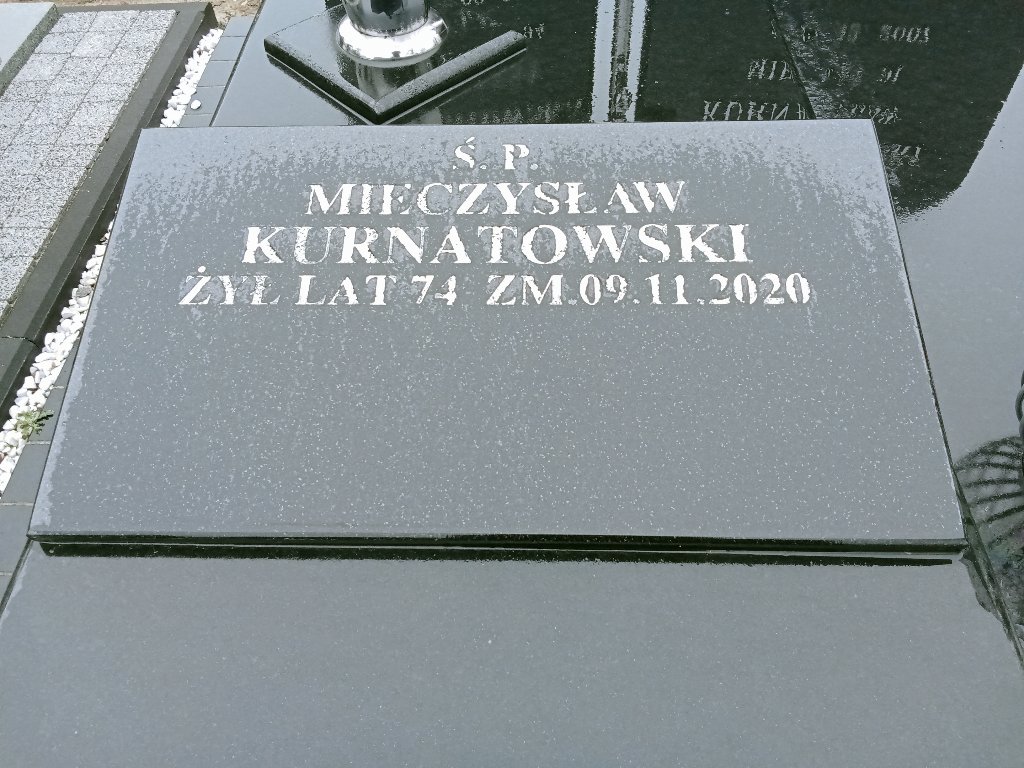 Ś. P.
MIECZYSŁAW
KURNATOWSKI
ŻYŁ LAT 74 ZM.09.11.2020